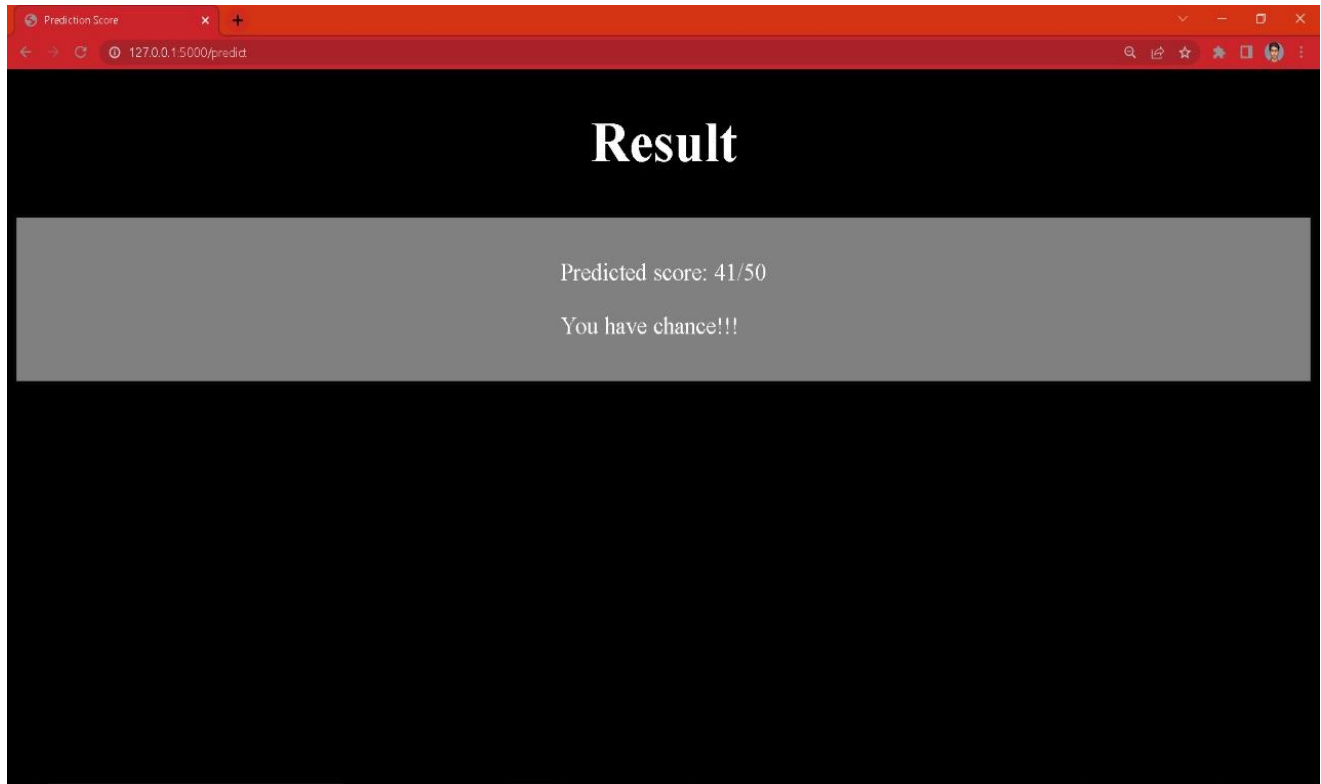 Prediction Score
127.0.0.1:5000/predict
Result
Predicted score: 41/50
You have chance!!!